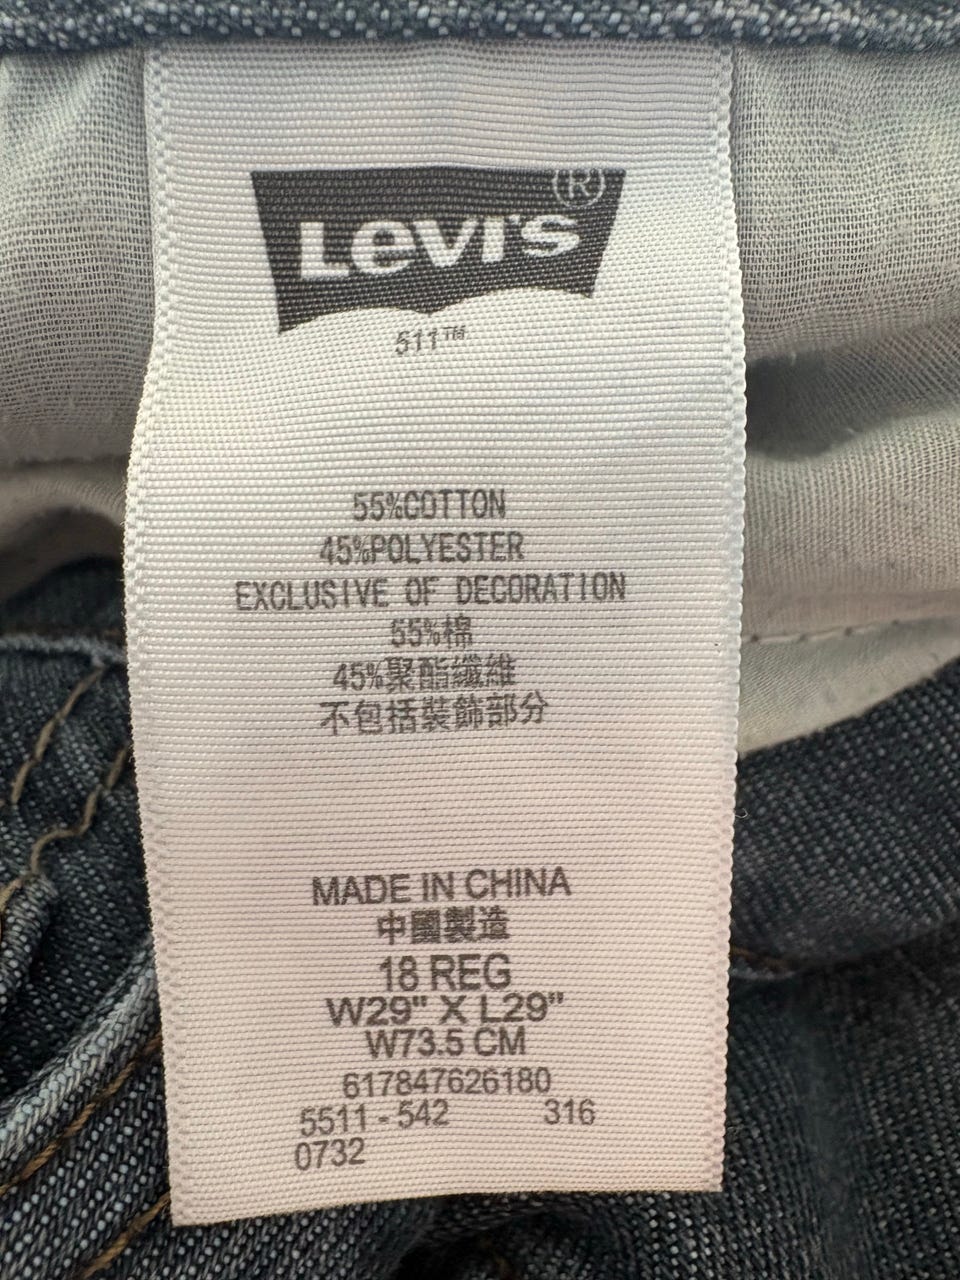 Levi's®
511™
55%COTTON
45%POLYESTER
EXCLUSIVE OF DECORATION
55%棉
45%聚酯纖維
不包括裝飾部分
MADE IN CHINA
中國製造
18 REG
W29" X L29"
W73.5 CM
617847626180
5511 - 542 316
0732